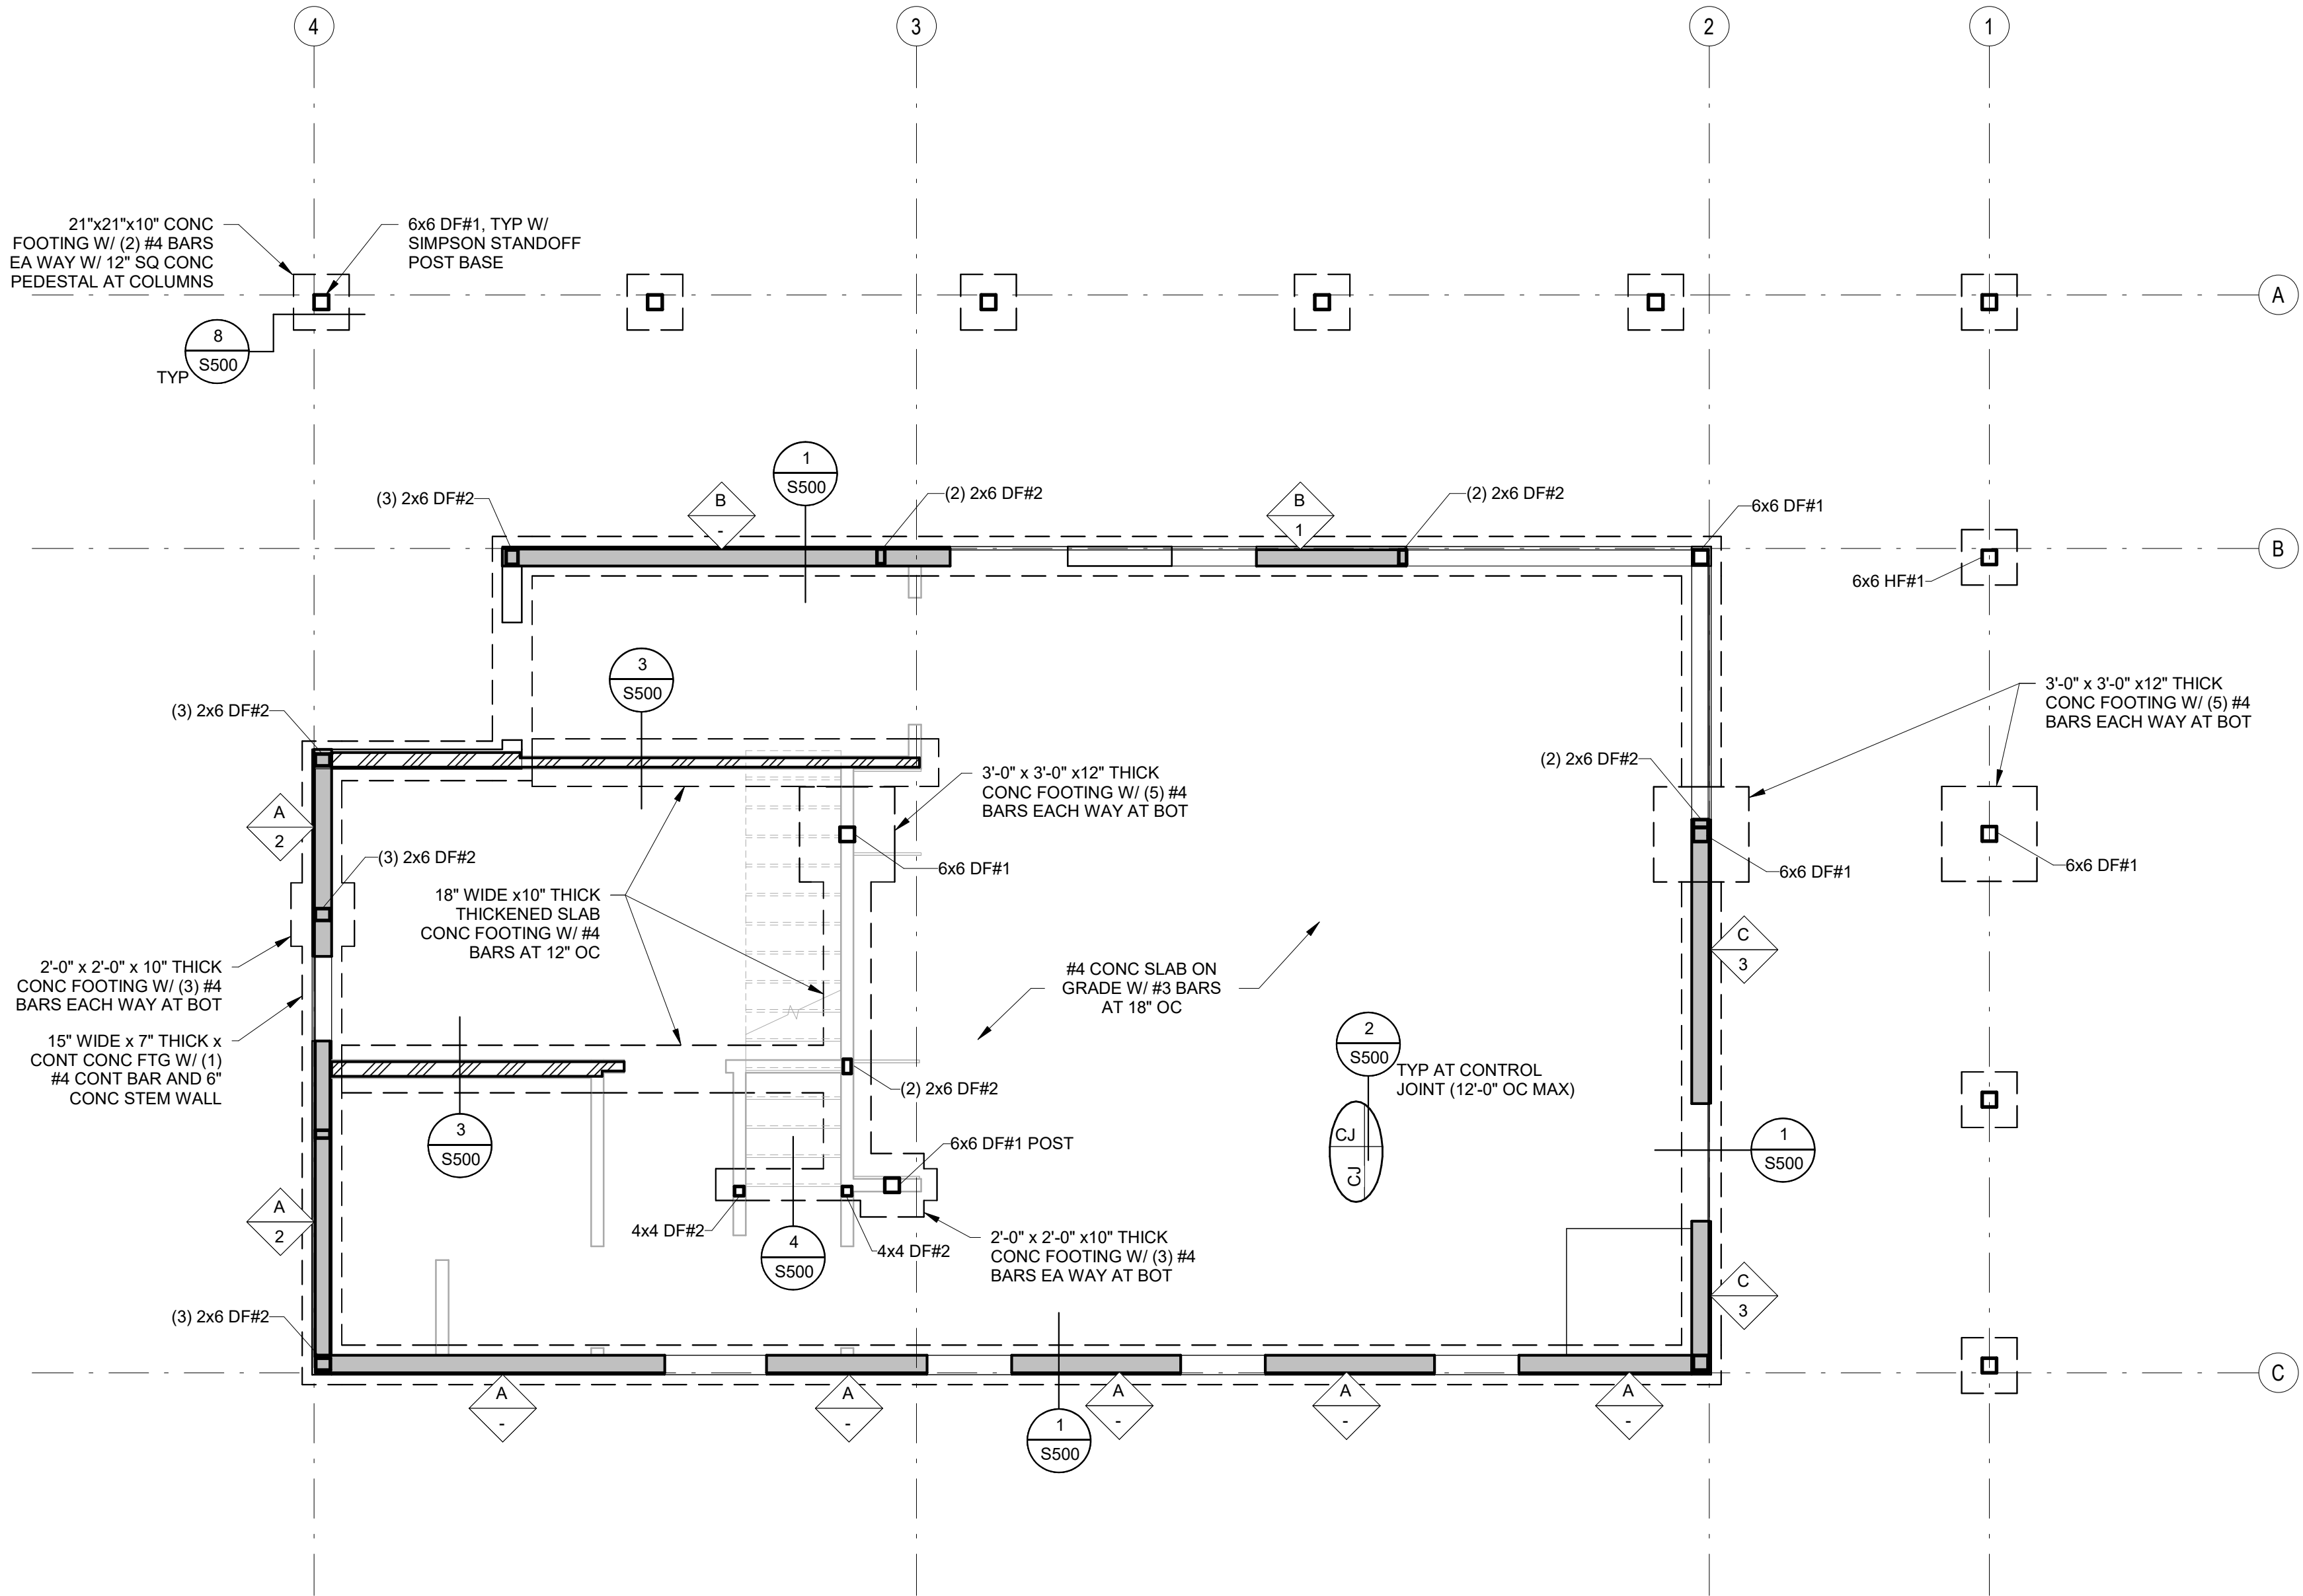 4
3
2
1
21"x21"x10" CONC
FOOTING W/ (2) #4 BARS
EA WAY W/ 12" SQ CONC
PEDESTAL AT COLUMNS
6x6 DF#1, TYP W/
SIMPSON STANDOFF
POST BASE
A
8
S500
TYP
1
S500
(3) 2x6 DF#2
B
-
(2) 2x6 DF#2
B
1
(2) 2x6 DF#2
6x6 DF#1
B
6x6 HF#1
3
S500
(3) 2x6 DF#2
3'-0" x 3'-0" x12" THICK
CONC FOOTING W/ (5) #4
BARS EACH WAY AT BOT
(2) 2x6 DF#2
3'-0" x 3'-0" x12" THICK
CONC FOOTING W/ (5) #4
BARS EACH WAY AT BOT
A
2
(3) 2x6 DF#2
6x6 DF#1
6x6 DF#1
6x6 DF#1
18" WIDE x10" THICK
THICKENED SLAB
CONC FOOTING W/ #4
BARS AT 12" OC
C
3
2'-0" x 2'-0" x 10" THICK
CONC FOOTING W/ (3) #4
BARS EACH WAY AT BOT
#4 CONC SLAB ON
GRADE W/ #3 BARS
AT 18" OC
15" WIDE x 7" THICK x
CONT CONC FTG W/ (1)
#4 CONT BAR AND 6"
CONC STEM WALL
2
S500
TYP AT CONTROL
JOINT (12'-0" OC MAX)
CJ
CJ
(2) 2x6 DF#2
3
S500
6x6 DF#1 POST
1
S500
A
2
4x4 DF#2
4
S500
4x4 DF#2
2'-0" x 2'-0" x10" THICK
CONC FOOTING W/ (3) #4
BARS EA WAY AT BOT
C
3
(3) 2x6 DF#2
C
A
-
A
-
A
-
A
-
A
-
1
S500